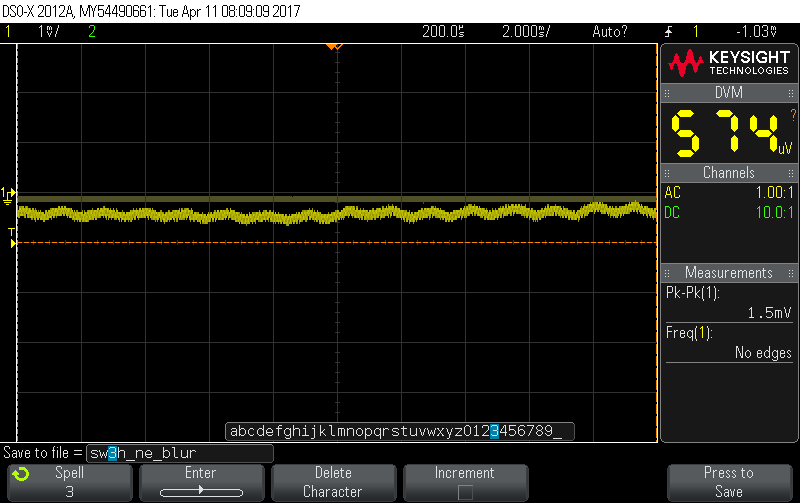 DSO-X 2012A, MY54490661: Tue Apr 11 08:09:09 2017
1 1mV/ 2 200.0s 2.000s/ Auto? 1 -1.03mV
KEYSIGHT
TECHNOLOGIES
DVM
574 ?
uV
Channels
AC 1.00:1
DC 10.0:1
Measurements
Pk-Pk(1):
1.5mV
Freq(1):
No edges
1
T
abcdefghijklmnopqrstuvwxyz0123456789_
Save to file = sw3h_ne_blur
Spell
3
Enter
Delete
Character
Increment
Press to
Save